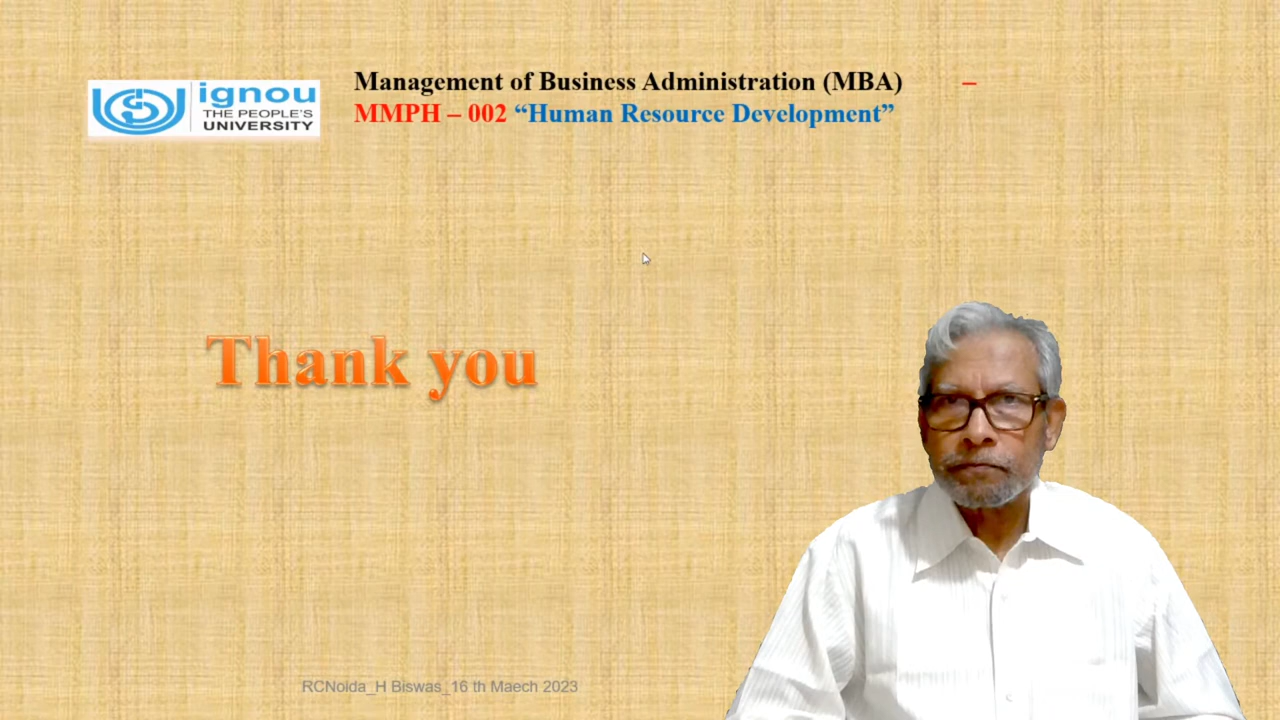 ignou
THE PEOPLE'S
UNIVERSITY
Management of Business Administration (MBA) –
MMPH – 002 “Human Resource Development”
Thank you
RCNoida_H Biswas_16 th Maech 2023